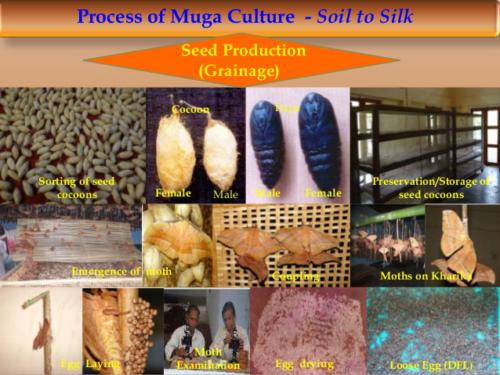 Process of Muga Culture - Soil to Silk
Seed Production
(Grainage)
Sorting of seed
cocoons
Cocoon
Female
Male
Pupa
Male
Female
Preservation/Storage of
seed cocoons
Emergence of moth
Coupling
Moths on Kharika
Egg Laying
Moth
Examination
Egg drying
Loose Egg (DFL)